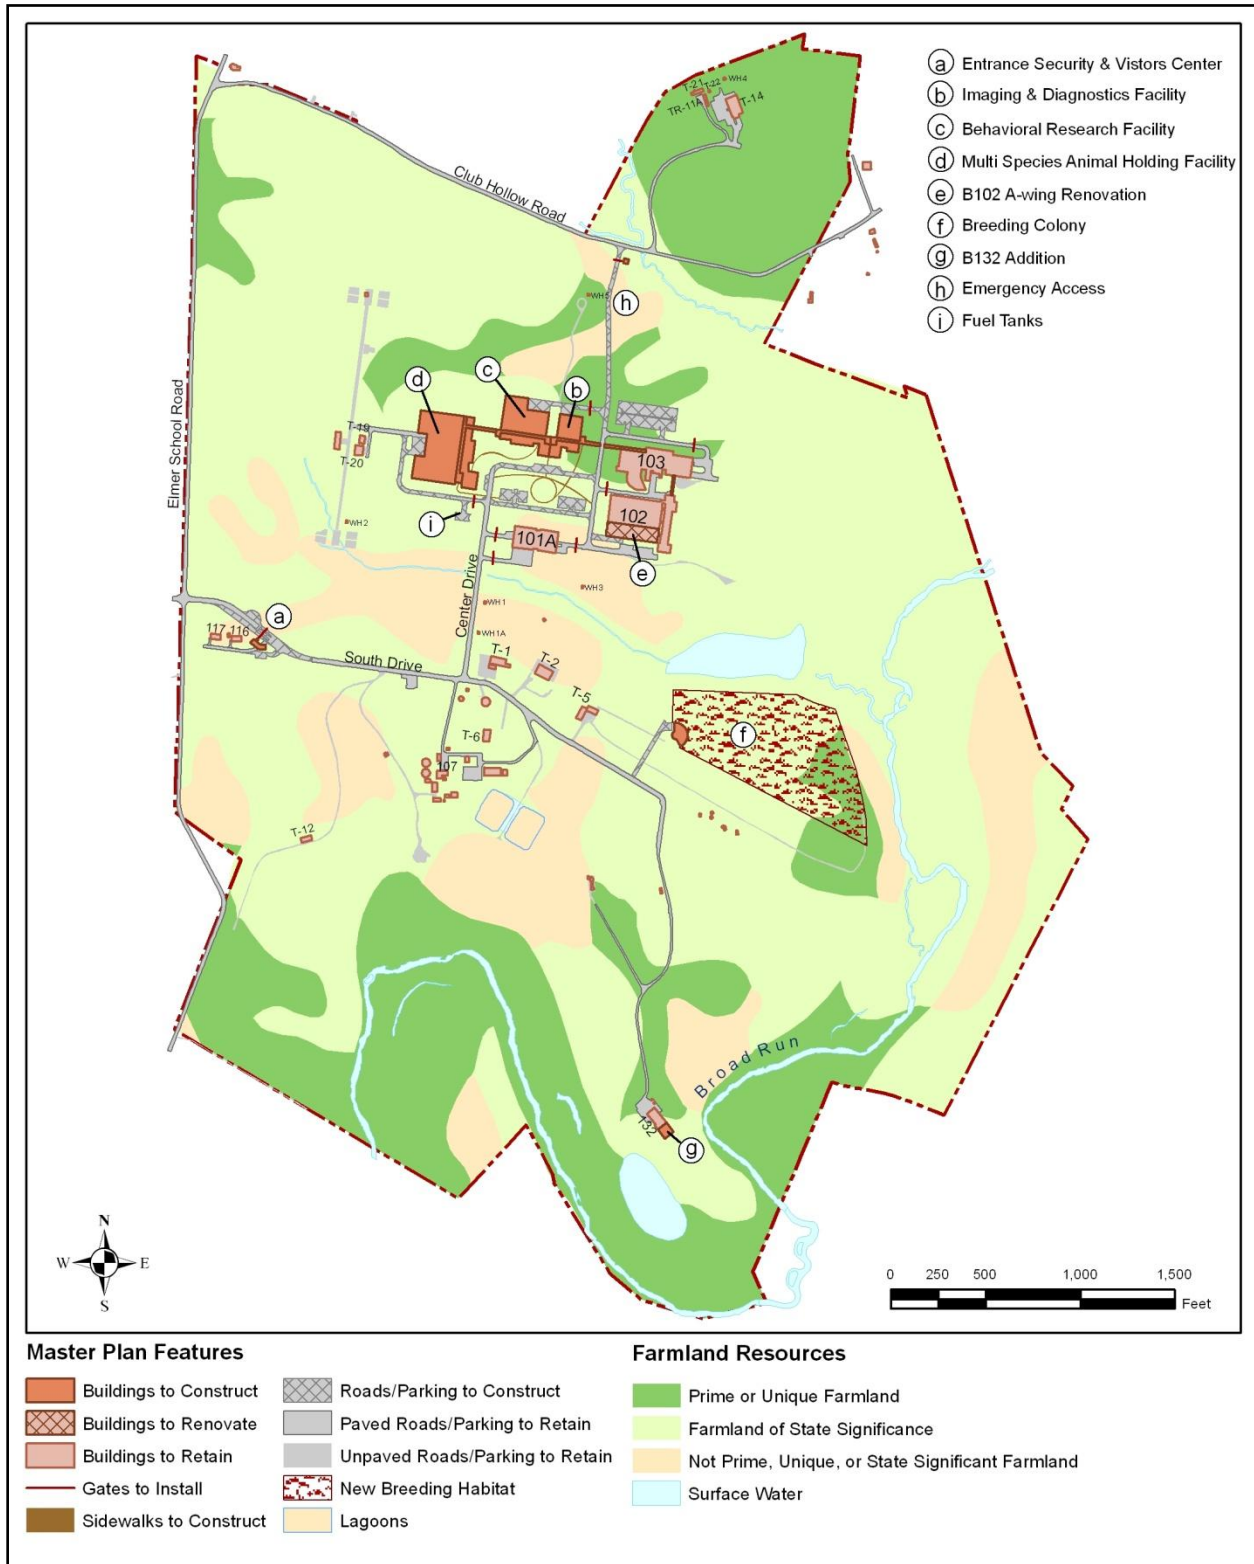 a Entrance Security & Vistors Center
b Imaging & Diagnostics Facility
c Behavioral Research Facility
d Multi Species Animal Holding Facility
e B102 A-wing Renovation
f Breeding Colony
g B132 Addition
h Emergency Access
i Fuel Tanks
T-21
T-22
WH4
TR-11A
T-14
Club Hollow Road
h
WH5
Elmer School Road
d
c
b
T-19
T-20
103
102
WH2
i
101A
e
Center Drive
WH3
WH1
a
117
116
WH1A
South Drive
T-1
T-2
T-5
T-6
f
107
T-12
Broad Run
132
g
N
W
E
S
0 250 500 1,000 1,500
Feet
Master Plan Features
Buildings to Construct
Buildings to Renovate
Buildings to Retain
Gates to Install
Sidewalks to Construct
Roads/Parking to Construct
Paved Roads/Parking to Retain
Unpaved Roads/Parking to Retain
New Breeding Habitat
Lagoons
Farmland Resources
Prime or Unique Farmland
Farmland of State Significance
Not Prime, Unique, or State Significant Farmland
Surface Water